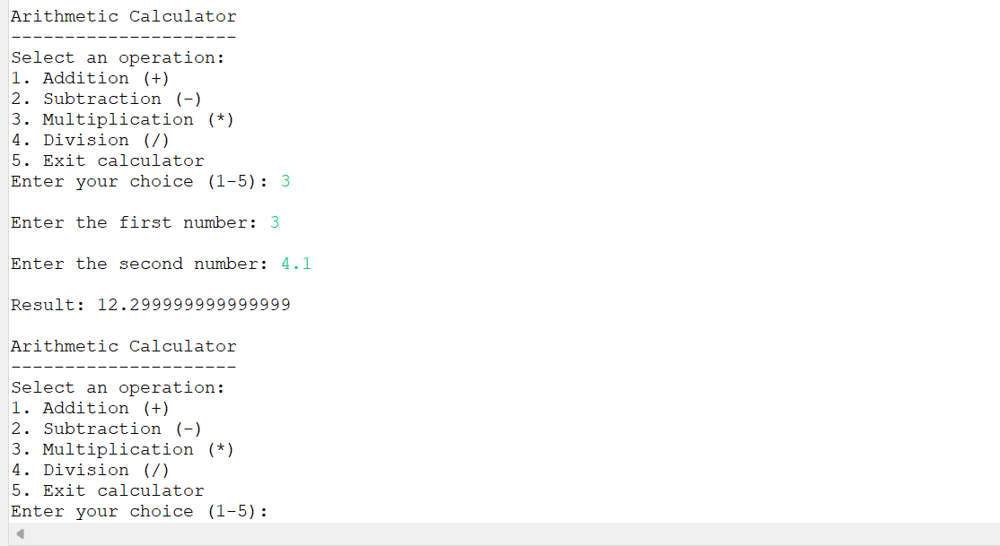 Arithmetic Calculator
---------------------
Select an operation:
1. Addition (+)
2. Subtraction (-)
3. Multiplication (*)
4. Division (/)
5. Exit calculator
Enter your choice (1-5): 3
Enter the first number: 3
Enter the second number: 4.1
Result: 12.299999999999999
Arithmetic Calculator
---------------------
Select an operation:
1. Addition (+)
2. Subtraction (-)
3. Multiplication (*)
4. Division (/)
5. Exit calculator
Enter your choice (1-5):